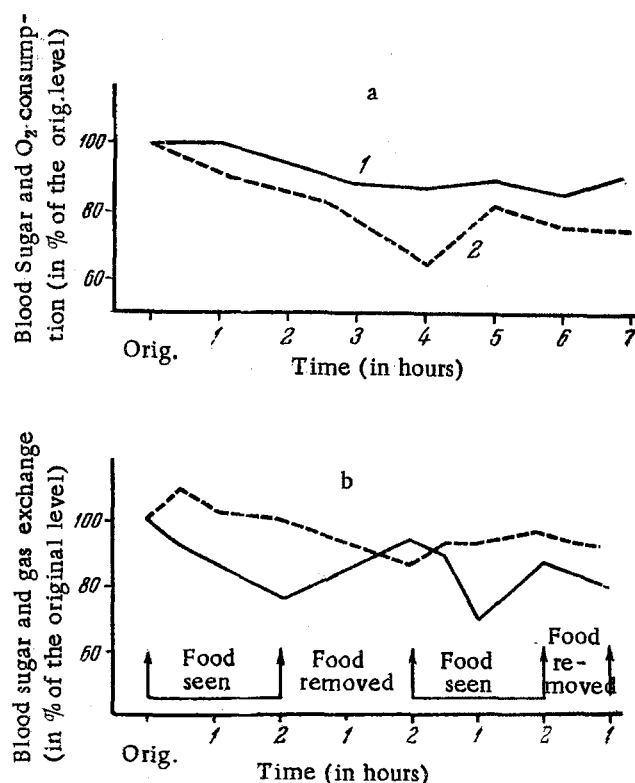 Blood Sugar and O₂ consump-
tion (in % of the orig.level)
a
100
80
60
1
2
Orig.
1 2 3 4 5 6 7
Time (in hours)
Blood sugar and gas exchange
(in % of the original level)
b
100
80
60
Food
seen
Food
removed
Food
seen
Food
re-
moved
Orig.
1 2 1 2 1 2 1
Time (in hours)